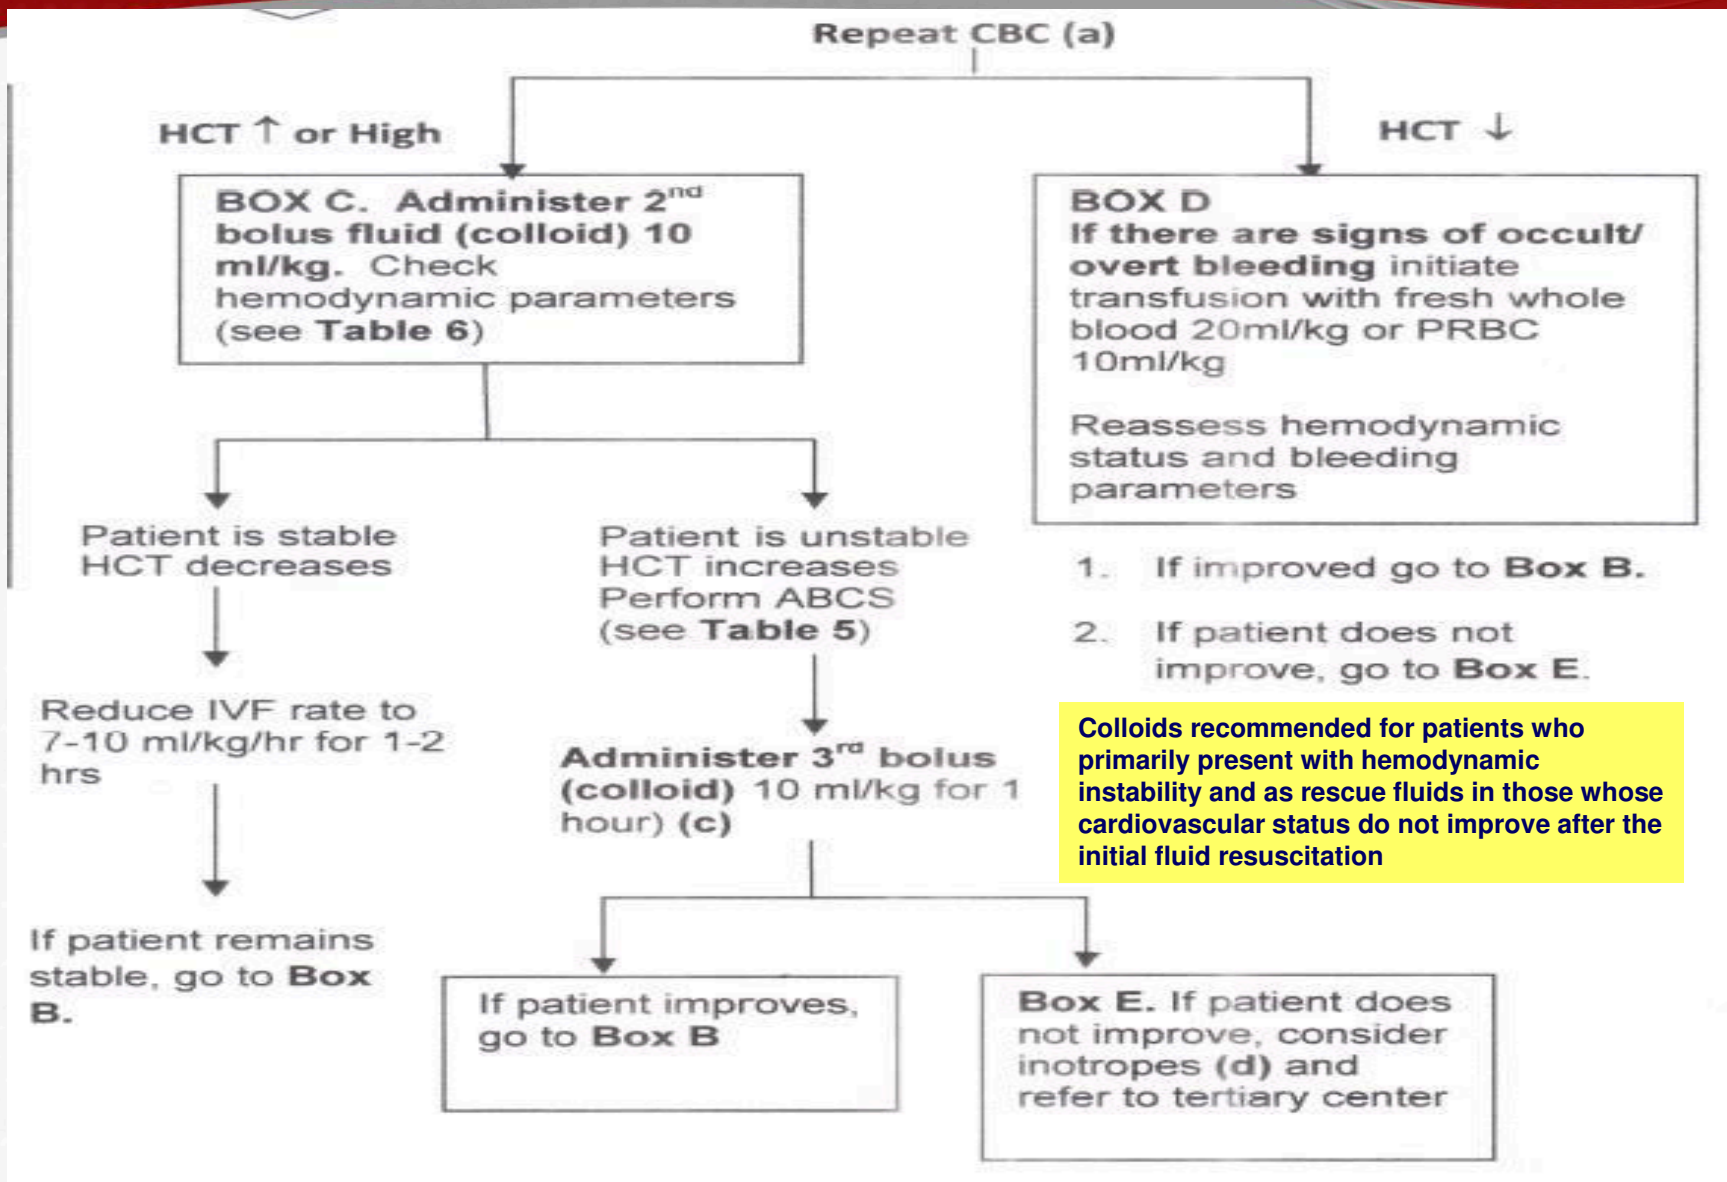 Repeat CBC (a)
HCT ↑ or High
HCT ↓
BOX C. Administer 2nd
bolus fluid (colloid) 10
ml/kg. Check
hemodynamic parameters
(see Table 6)
BOX D
If there are signs of occult/
overt bleeding initiate
transfusion with fresh whole
blood 20ml/kg or PRBC
10ml/kg
Reassess hemodynamic
status and bleeding
parameters
Patient is stable
HCT decreases
Patient is unstable
HCT increases
Perform ABCS
(see Table 5)
1. If improved go to Box B.
2. If patient does not
improve, go to Box E.
Reduce IVF rate to
7-10 ml/kg/hr for 1-2
hrs
Administer 3rd bolus
(colloid) 10 ml/kg for 1
hour) (c)
Colloids recommended for patients who
primarily present with hemodynamic
instability and as rescue fluids in those whose
cardiovascular status do not improve after the
initial fluid resuscitation
If patient remains
stable, go to Box
B.
If patient improves,
go to Box B
Box E. If patient does
not improve, consider
inotropes (d) and
refer to tertiary center